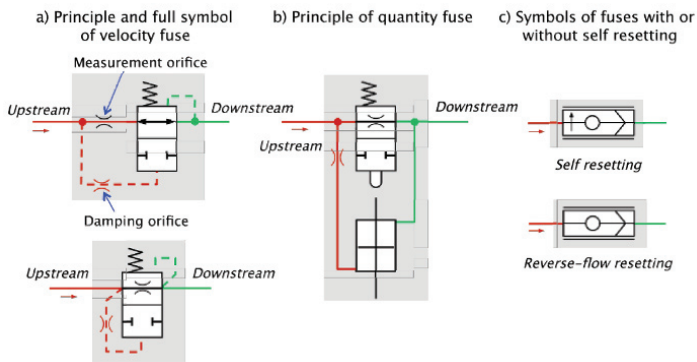 a) Principle and full symbol
of velocity fuse
Measurement orifice
Upstream
Downstream
Damping orifice
Upstream
Downstream
b) Principle of quantity fuse
Downstream
Upstream
c) Symbols of fuses with or
without self resetting
Self resetting
Reverse-flow resetting